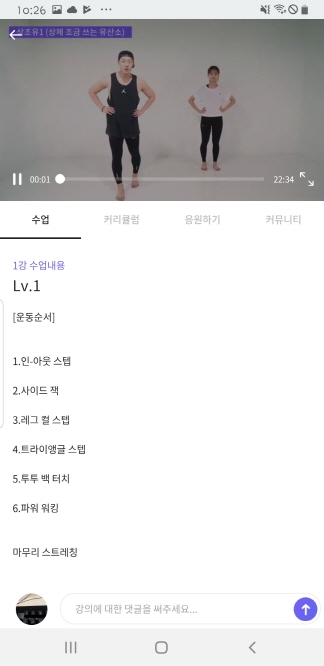 10:26
상초유1 (상체 조금 쓰는 유산소)
00:01
22:34
수업
커리큘럼
응원하기
커뮤니티
1강 수업내용
Lv.1
[운동순서]
1.인-아웃 스텝
2.사이드 잭
3.레그 컬 스텝
4.트라이앵글 스텝
5.투투 백 터치
6.파워 워킹
마무리 스트레칭
강의에 대한 댓글을 써주세요...